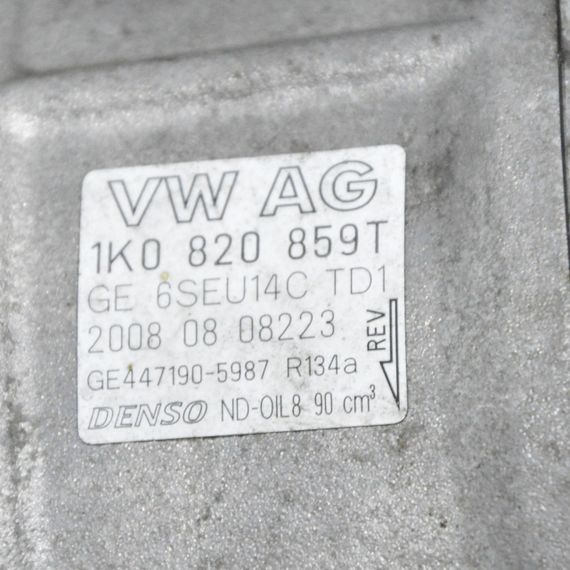 VW AG
1K0 820 859T
GE 6SEU14C TD1
2008 08 08223
GE447190-5987 R134a
REV
DENSO ND-OIL8 90 cm³